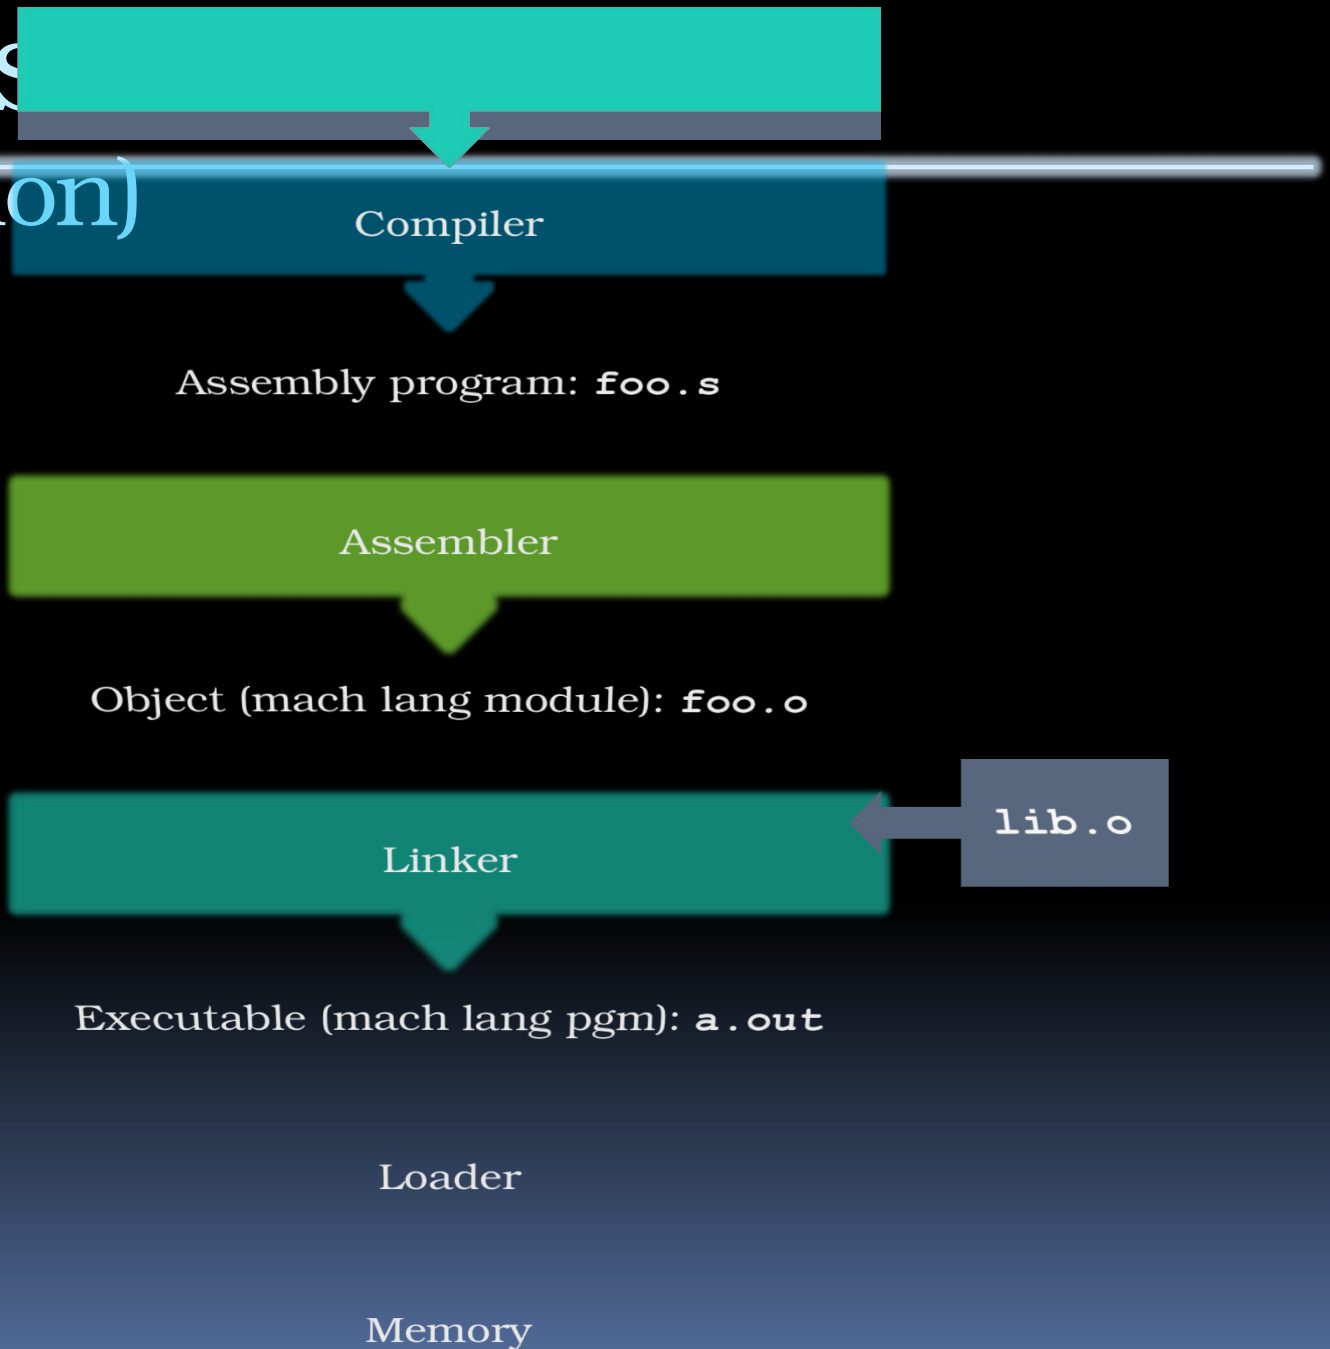 on)
Compiler
Assembly program: foo.s
Assembler
Object (mach lang module): foo.o
lib.o
Linker
Executable (mach lang pgm): a.out
Loader
Memory